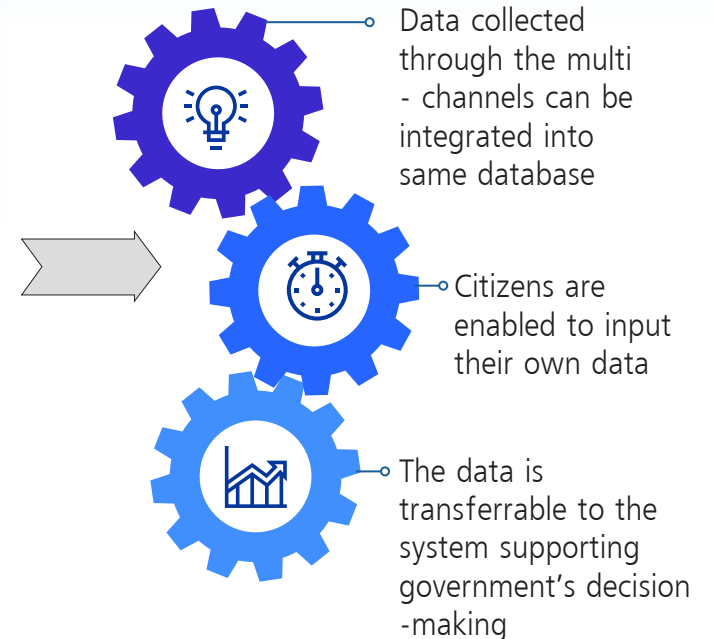 Data collected
through the multi
- channels can be
integrated into
same database
Citizens are
enabled to input
their own data
The data is
transferrable to the
system supporting
government’s decision
-making